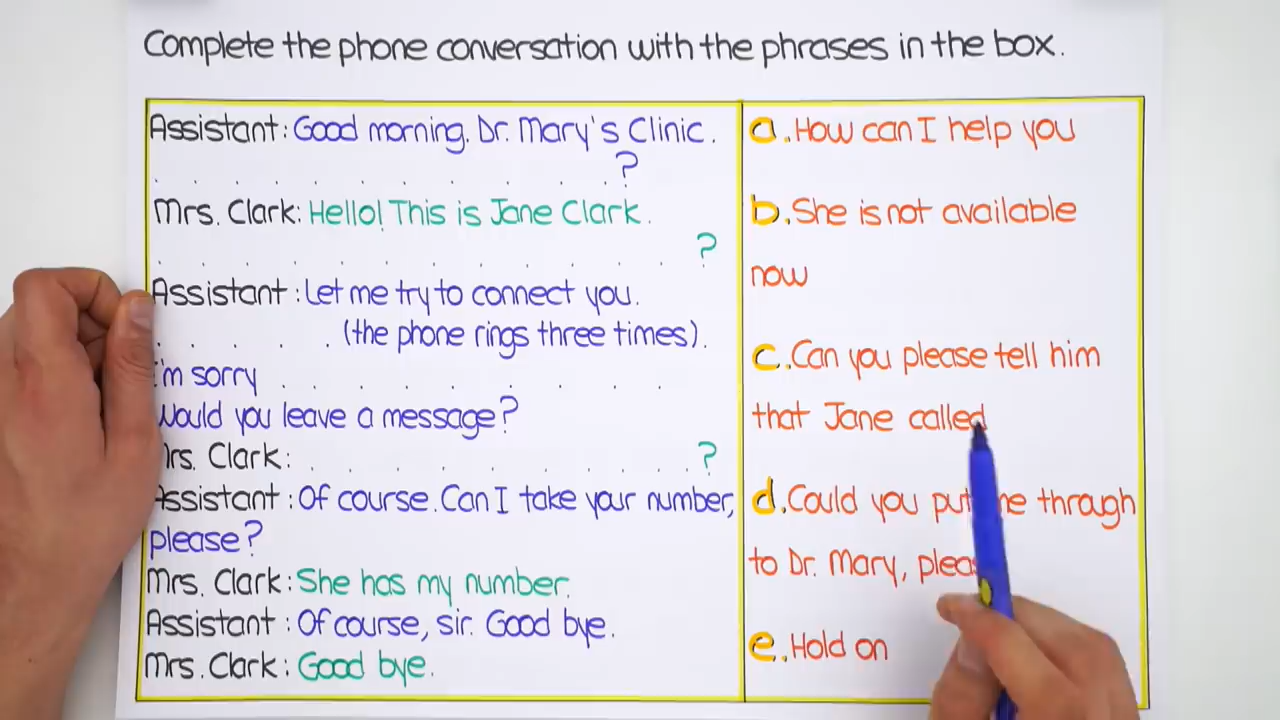 Complete the phone conversation with the phrases in the box.
Assistant: Good morning. Dr. Mary's Clinic.
. . . . . . . . . . . . ?
Mrs. Clark: Hello! This is Jane Clark.
. . . . . . . . . . . . . ?
Assistant: Let me try to connect you.
. . . . . (the phone rings three times).
I'm sorry . . . . . . . .
Would you leave a message?
Mrs. Clark: . . . . . . . . . . ?
Assistant: Of course. Can I take your number,
please?
Mrs. Clark: She has my number.
Assistant: Of course, sir. Good bye.
Mrs. Clark: Good bye.
a. How can I help you
b. She is not available
now
c. Can you please tell him
that Jane called
d. Could you put through
to Dr. Mary,
e. Hold on